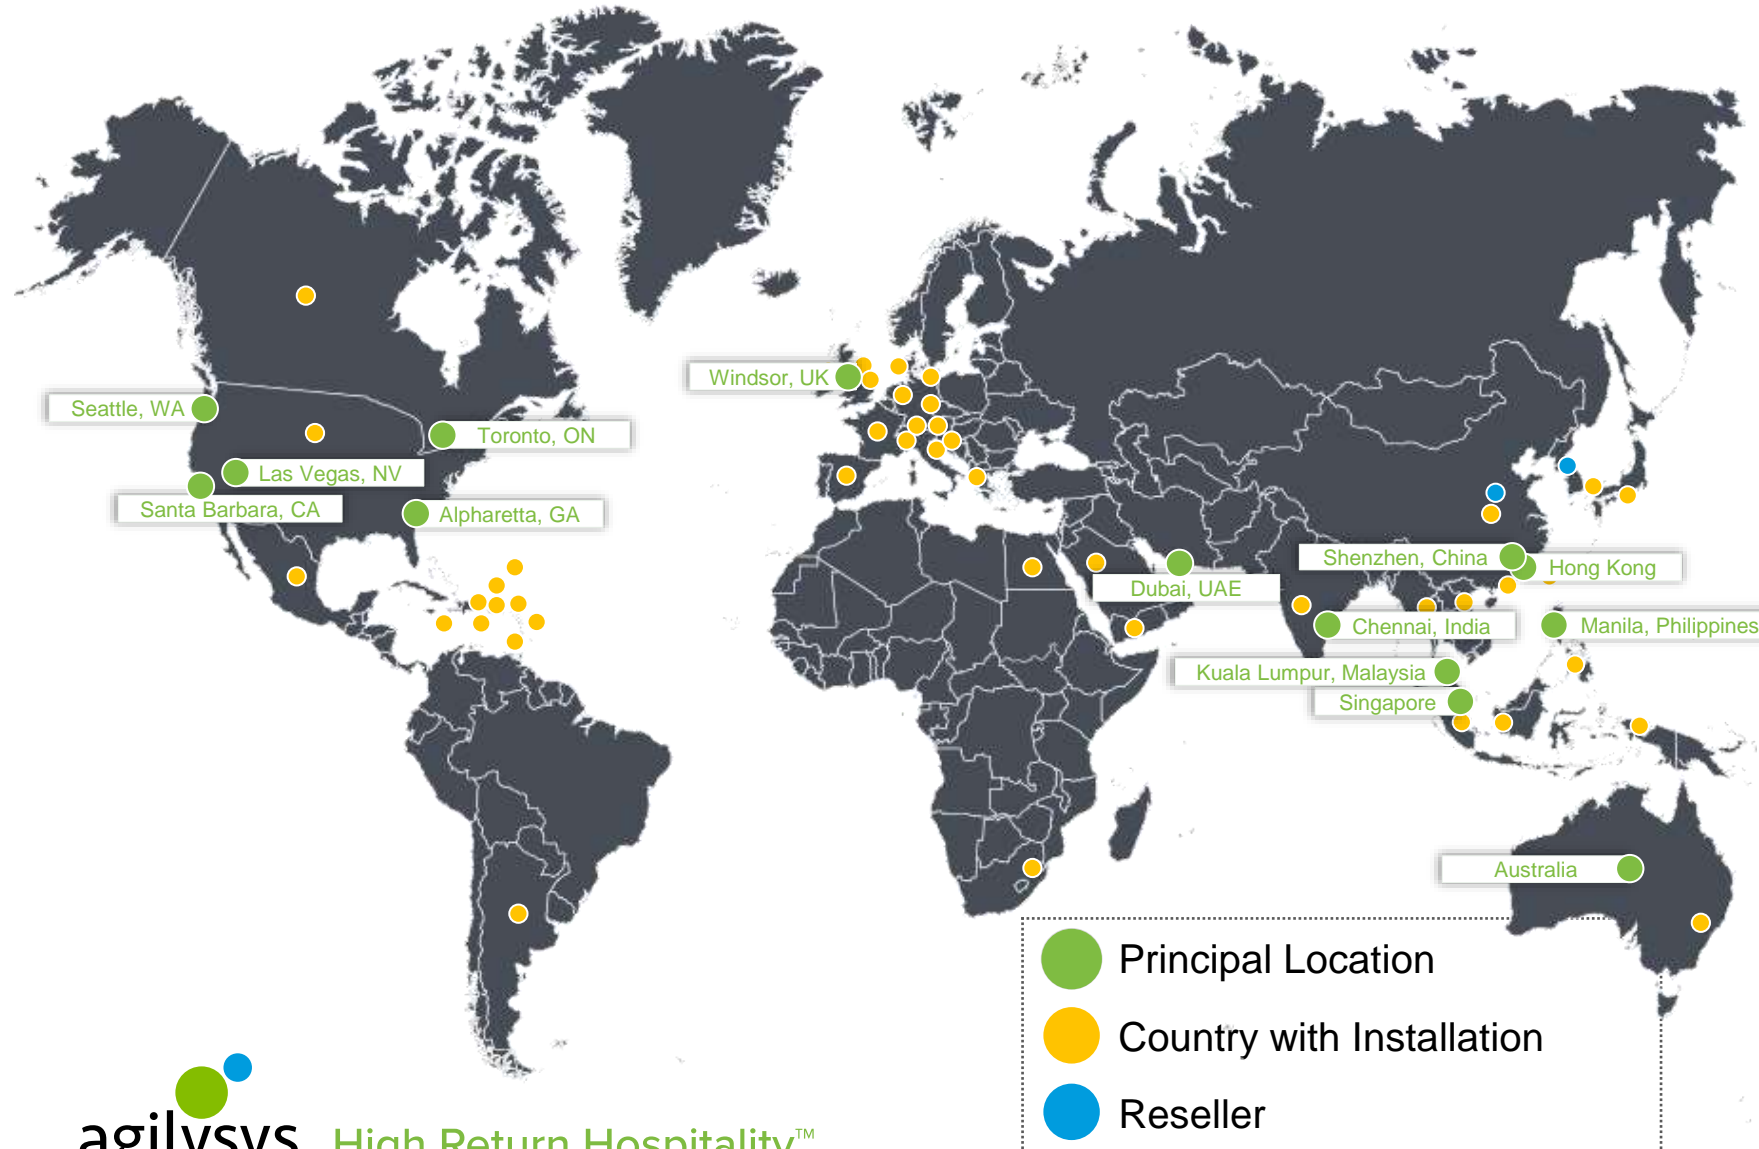 Windsor, UK
Seattle, WA
Toronto, ON
Las Vegas, NV
Santa Barbara, CA
Alpharetta, GA
Shenzhen, China
Hong Kong
Dubai, UAE
Chennai, India
Manila, Philippines
Kuala Lumpur, Malaysia
Singapore
Australia
Principal Location
Country with Installation
Reseller
agilysys High Return Hospitality™